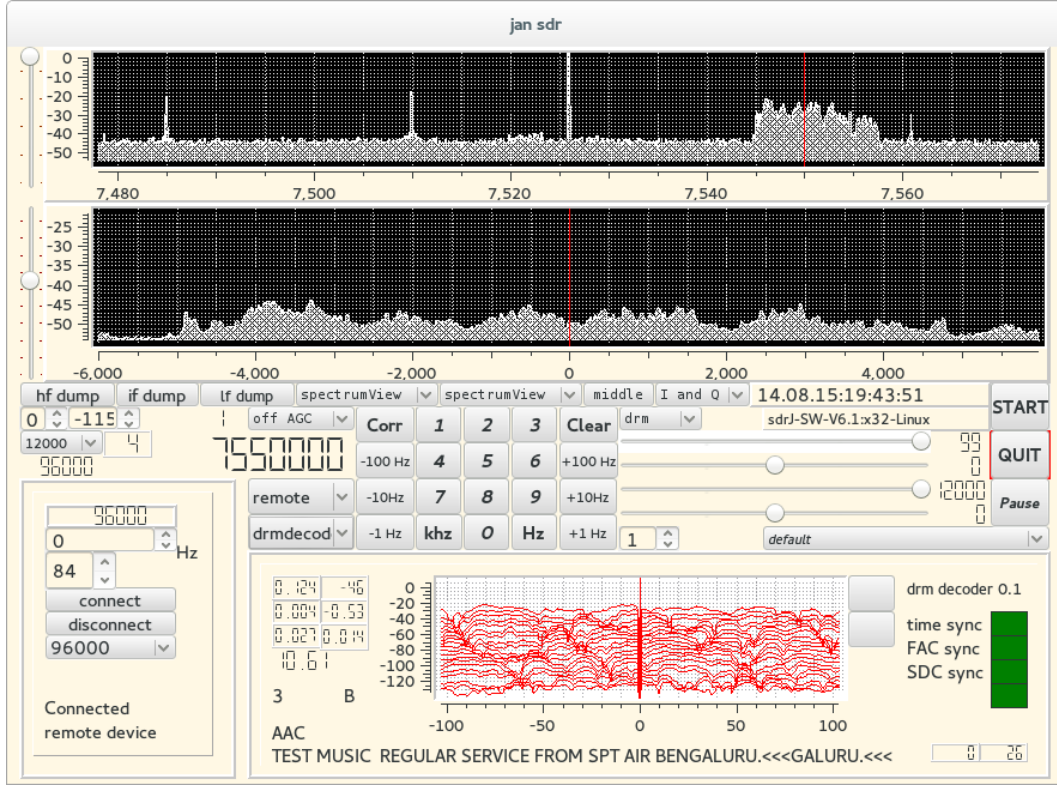 jan sdr
0
-10
-20
-30
-40
-50
7,480 7,500 7,520 7,540 7,560
-25
-30
-35
-40
-45
-50
-6,000 -4,000 -2,000 0 2,000 4,000
hf dump if dump lf dump spectrumView spectrumView middle I and Q 14.08.15:19:43:51 START
0 -115 off AGC Corr 1 2 3 Clear drm sdrJ-SW-V6.1:x32-Linux
12000 4 7550000 -100 Hz 4 5 6 +100 Hz 99 QUIT
96000 0
remote -10Hz 7 8 9 +10Hz 12000 Pause
drmdecod -1 Hz khz 0 Hz +1 Hz 1 0 default
96000
0 Hz
84
connect
disconnect
96000
Connected
remote device
0.124 -46
0.004 -0.53
0.027 0.014
10.61
3 B
0
-20
-40
-60
-80
-100
-120
-100 -50 0 50 100
drm decoder 0.1
time sync
FAC sync
SDC sync
AAC
TEST MUSIC REGULAR SERVICE FROM SPT AIR BENGALURU.<<<GALURU.<<< 0 26